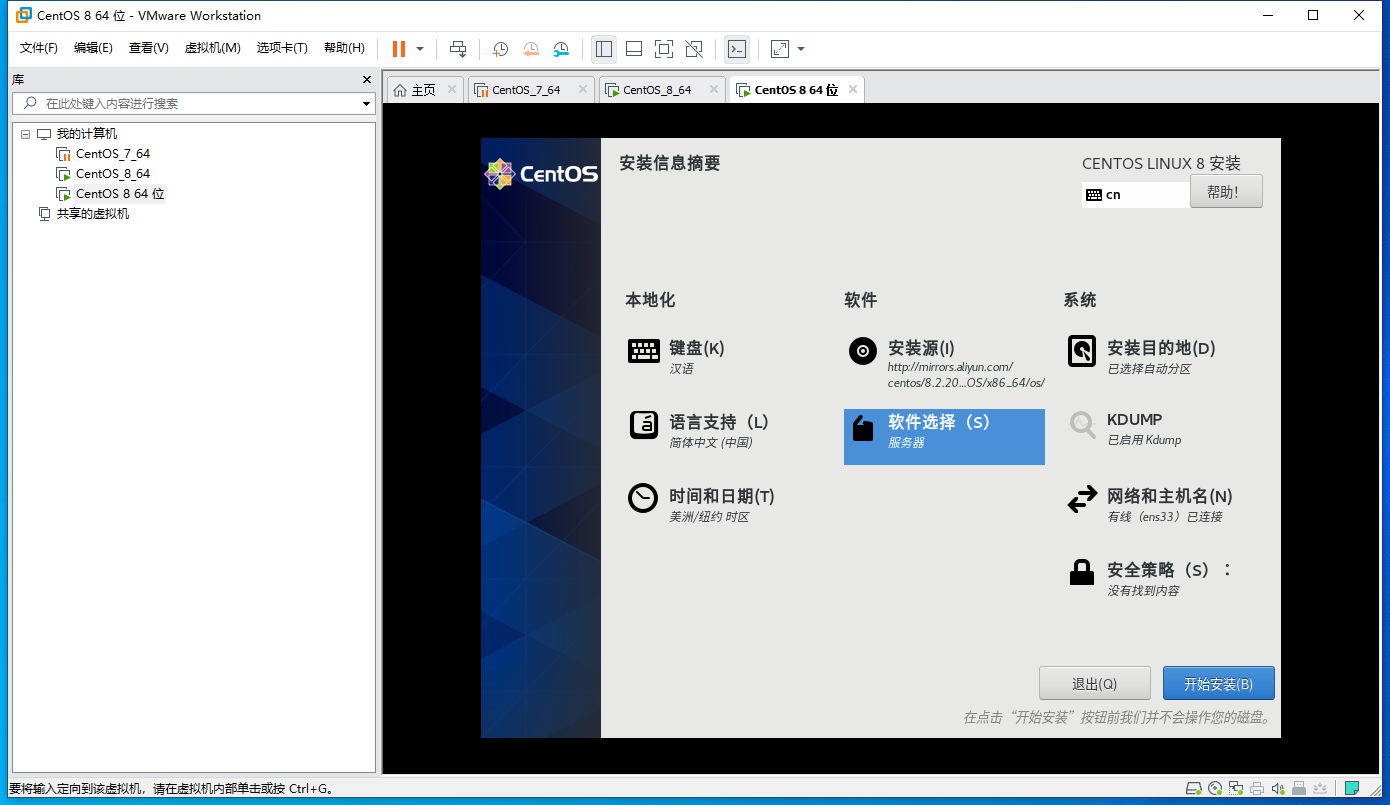 CentOS 8 64 位 - VMware Workstation
文件(F) 编辑(E) 查看(V) 虚拟机(M) 选项卡(T) 帮助(H)
库
在此处键入内容进行搜索
我的计算机
CentOS_7_64
CentOS_8_64
CentOS 8 64 位
共享的虚拟机
主页 CentOS_7_64 CentOS_8_64 CentOS 8 64 位
CentOS
安装信息摘要
CENTOS LINUX 8 安装
cn
帮助!
本地化
键盘(K)
汉语
语言支持（L）
简体中文 (中国)
时间和日期(T)
美洲/纽约 时区
软件
安装源(I)
http://mirrors.aliyun.com/
centos/8.2.20...OS/x86_64/os/
软件选择（S）
服务器
系统
安装目的地(D)
已选择自动分区
KDUMP
已启用 Kdump
网络和主机名(N)
有线（ens33）已连接
安全策略（S）：
没有找到内容
退出(Q)
开始安装(B)
在点击“开始安装”按钮前我们并不会操作您的磁盘。
要将输入定向到该虚拟机，请在虚拟机内部单击或按 Ctrl+G。